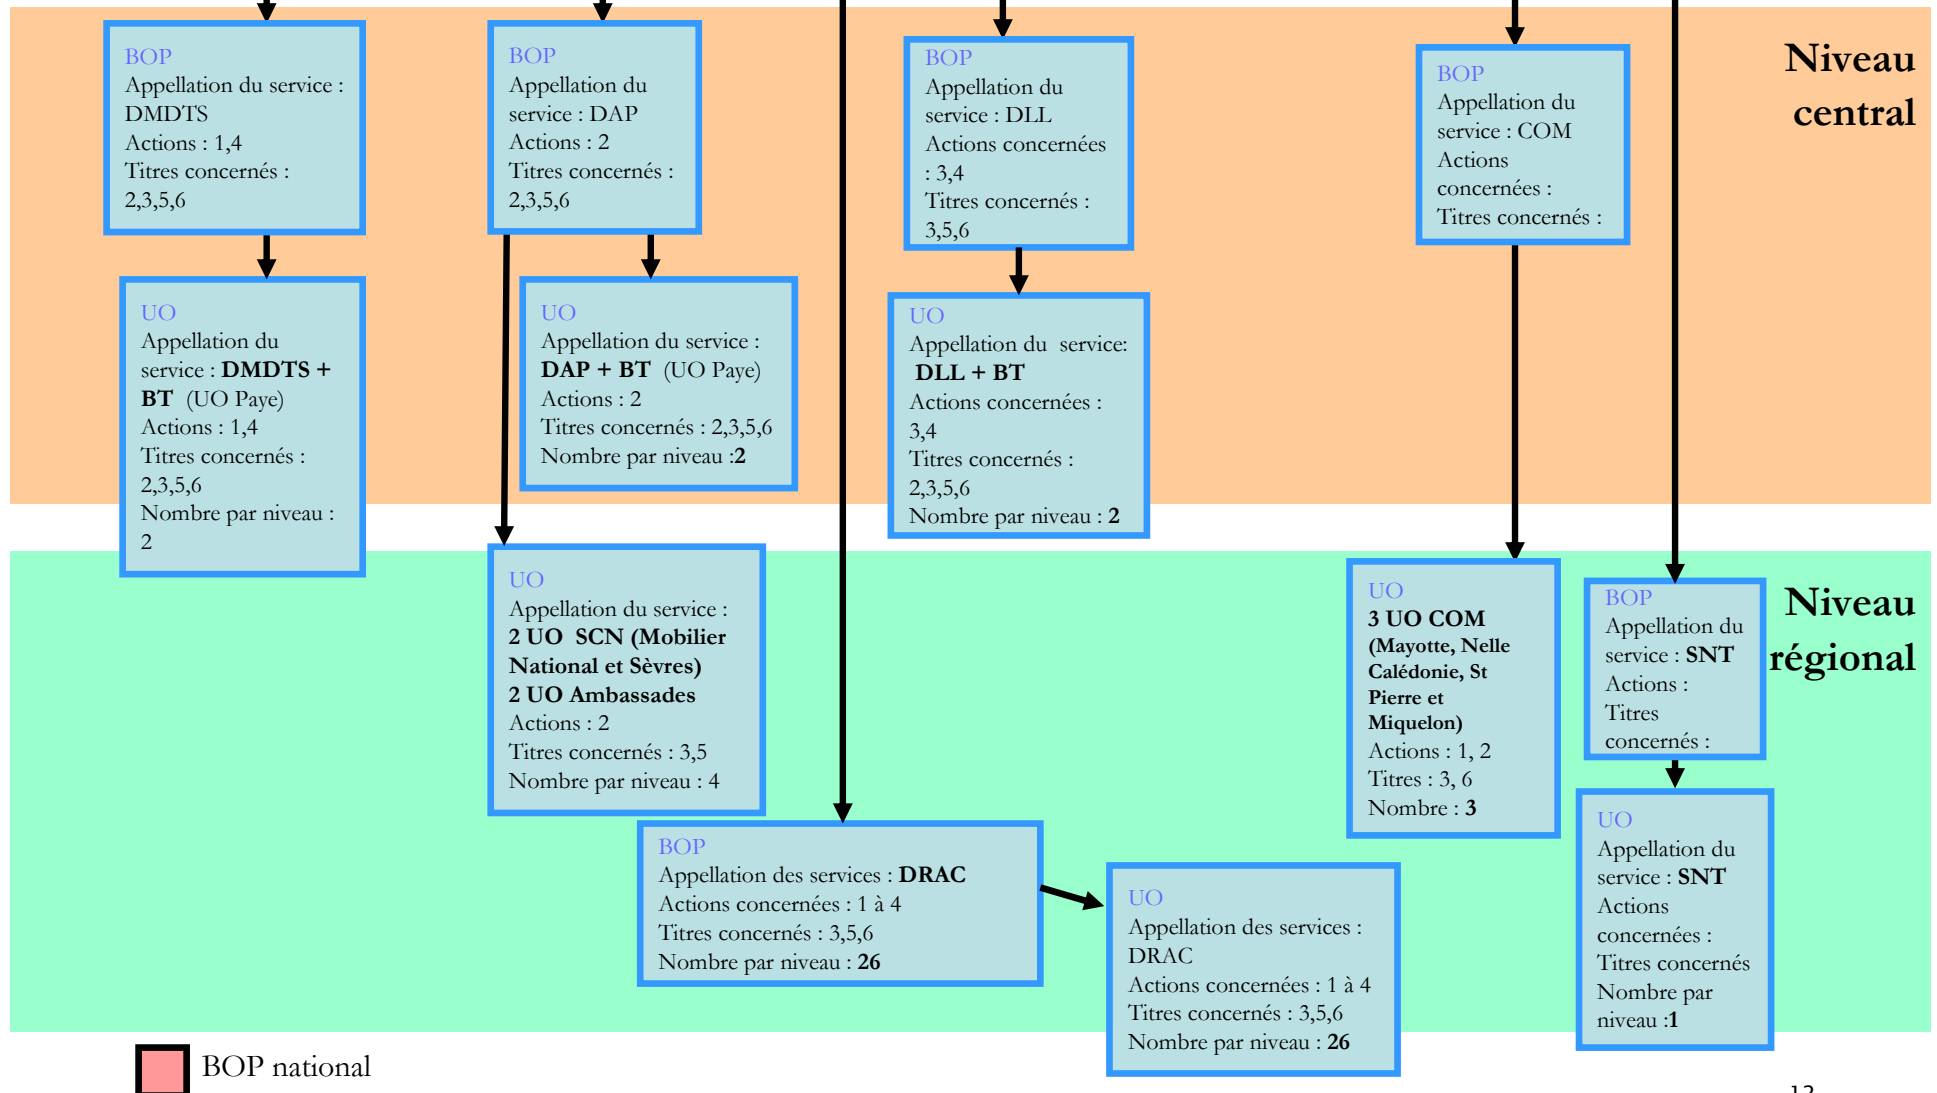 Niveau
central
BOP
Appellation du service :
DMDTS
Actions : 1,4
Titres concernés :
2,3,5,6
BOP
Appellation du
service : DAP
Actions : 2
Titres concernés :
2,3,5,6
BOP
Appellation du
service : DLL
Actions concernées
: 3,4
Titres concernés :
3,5,6
BOP
Appellation du
service : COM
Actions
concernées :
Titres concernés :
UO
Appellation du
service : DMDTS +
BT (UO Paye)
Actions : 1,4
Titres concernés :
2,3,5,6
Nombre par niveau :
2
UO
Appellation du service :
DAP + BT (UO Paye)
Actions : 2
Titres concernés : 2,3,5,6
Nombre par niveau :2
UO
Appellation du service:
DLL + BT
Actions concernées :
3,4
Titres concernés :
2,3,5,6
Nombre par niveau : 2
Niveau
régional
UO
Appellation du service :
2 UO SCN (Mobilier
National et Sèvres)
2 UO Ambassades
Actions : 2
Titres concernés : 3,5
Nombre par niveau : 4
UO
3 UO COM
(Mayotte, Nelle
Calédonie, St
Pierre et
Miquelon)
Actions : 1, 2
Titres : 3, 6
Nombre : 3
BOP
Appellation du
service : SNT
Actions :
Titres
concernés :
BOP
Appellation des services : DRAC
Actions concernées : 1 à 4
Titres concernés : 3,5,6
Nombre par niveau : 26
UO
Appellation des services :
DRAC
Actions concernées : 1 à 4
Titres concernés : 3,5,6
Nombre par niveau : 26
UO
Appellation du
service : SNT
Actions
concernées :
Titres concernés
Nombre par
niveau :1
BOP national